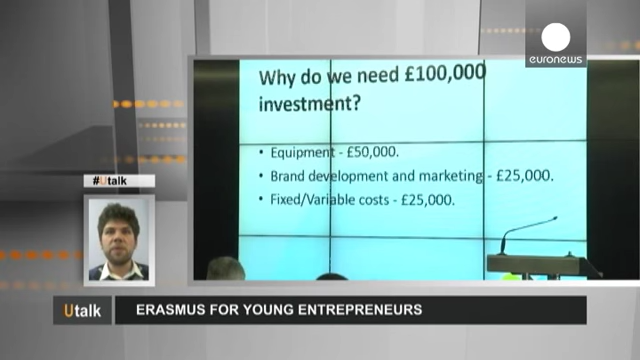 euronews
Why do we need £100,000
investment?
• Equipment - £50,000.
• Brand development and marketing - £25,000.
• Fixed/Variable costs - £25,000.
#Utalk
Utalk
ERASMUS FOR YOUNG ENTREPRENEURS